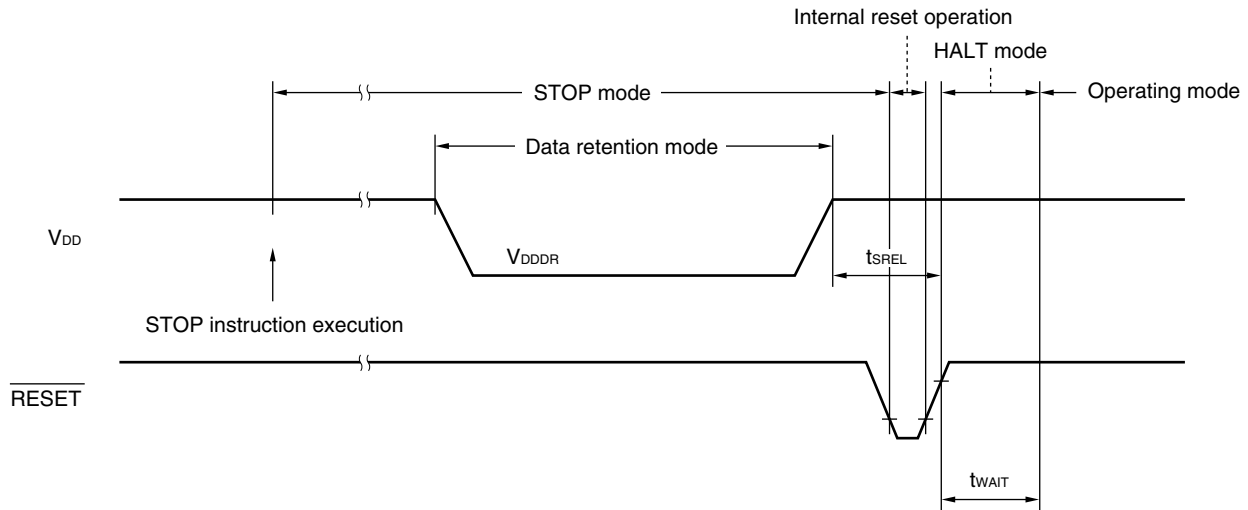 Internal reset operation
HALT mode
STOP mode
Operating mode
Data retention mode
VDD
VDDDR
tSREL
STOP instruction execution
RESET
tWAIT